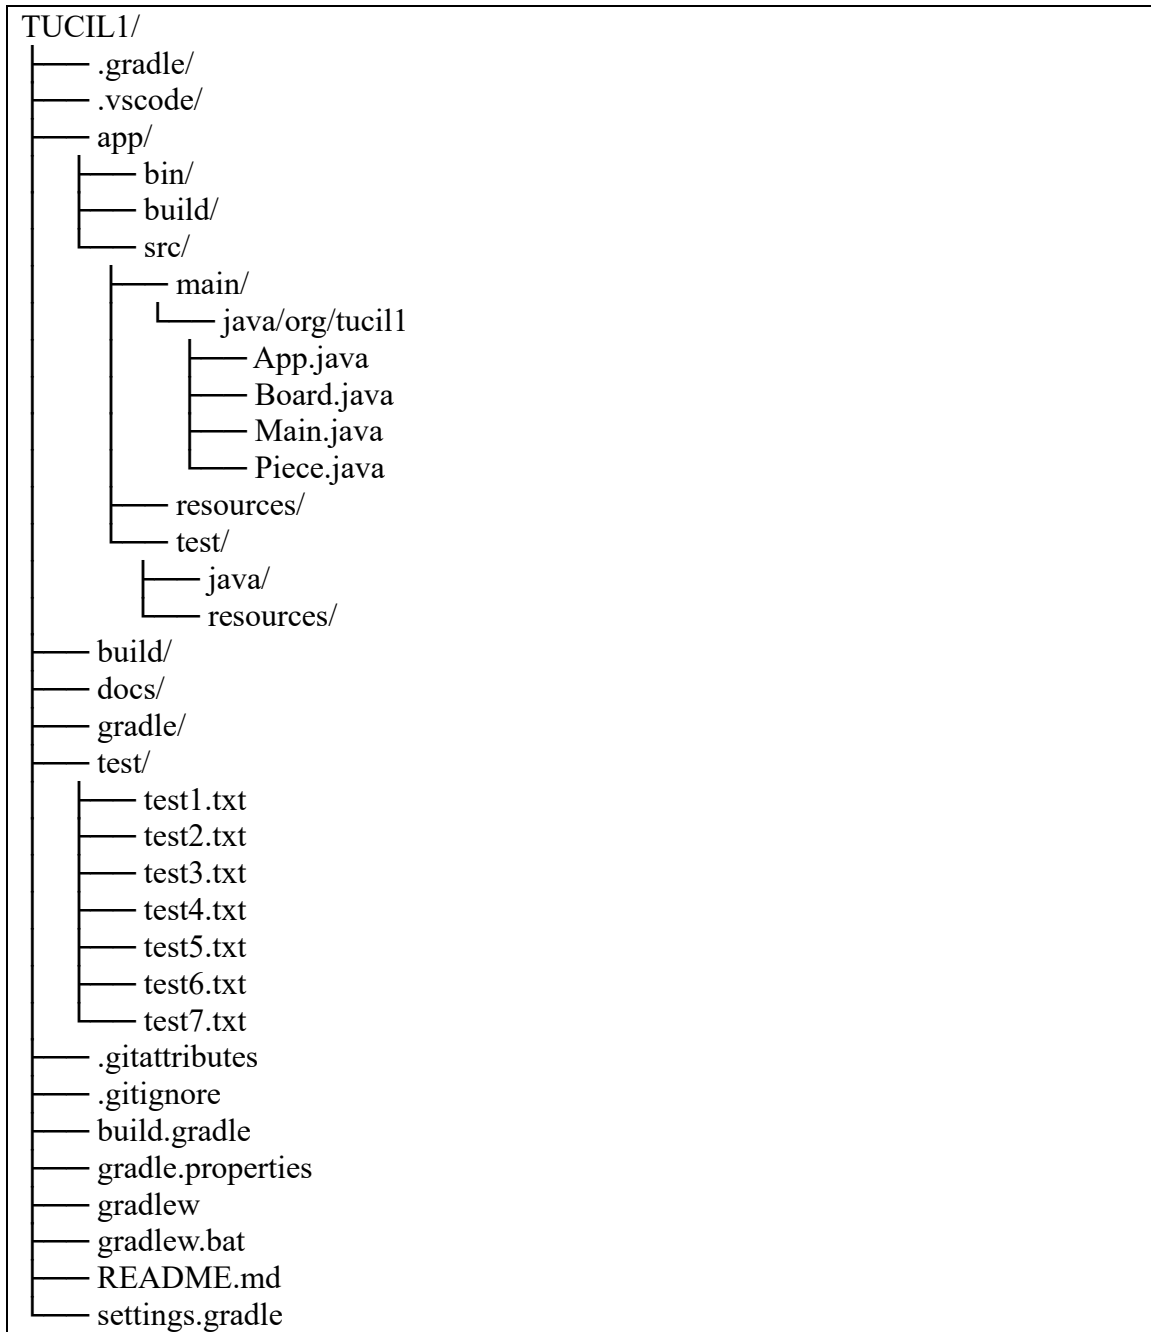 TUCIL1/
.gradle/
.vscode/
app/
bin/
build/
src/
main/
java/org/tucil1
App.java
Board.java
Main.java
Piece.java
resources/
test/
java/
resources/
build/
docs/
gradle/
test/
test1.txt
test2.txt
test3.txt
test4.txt
test5.txt
test6.txt
test7.txt
.gitattributes
.gitignore
build.gradle
gradle.properties
gradlew
gradlew.bat
README.md
settings.gradle